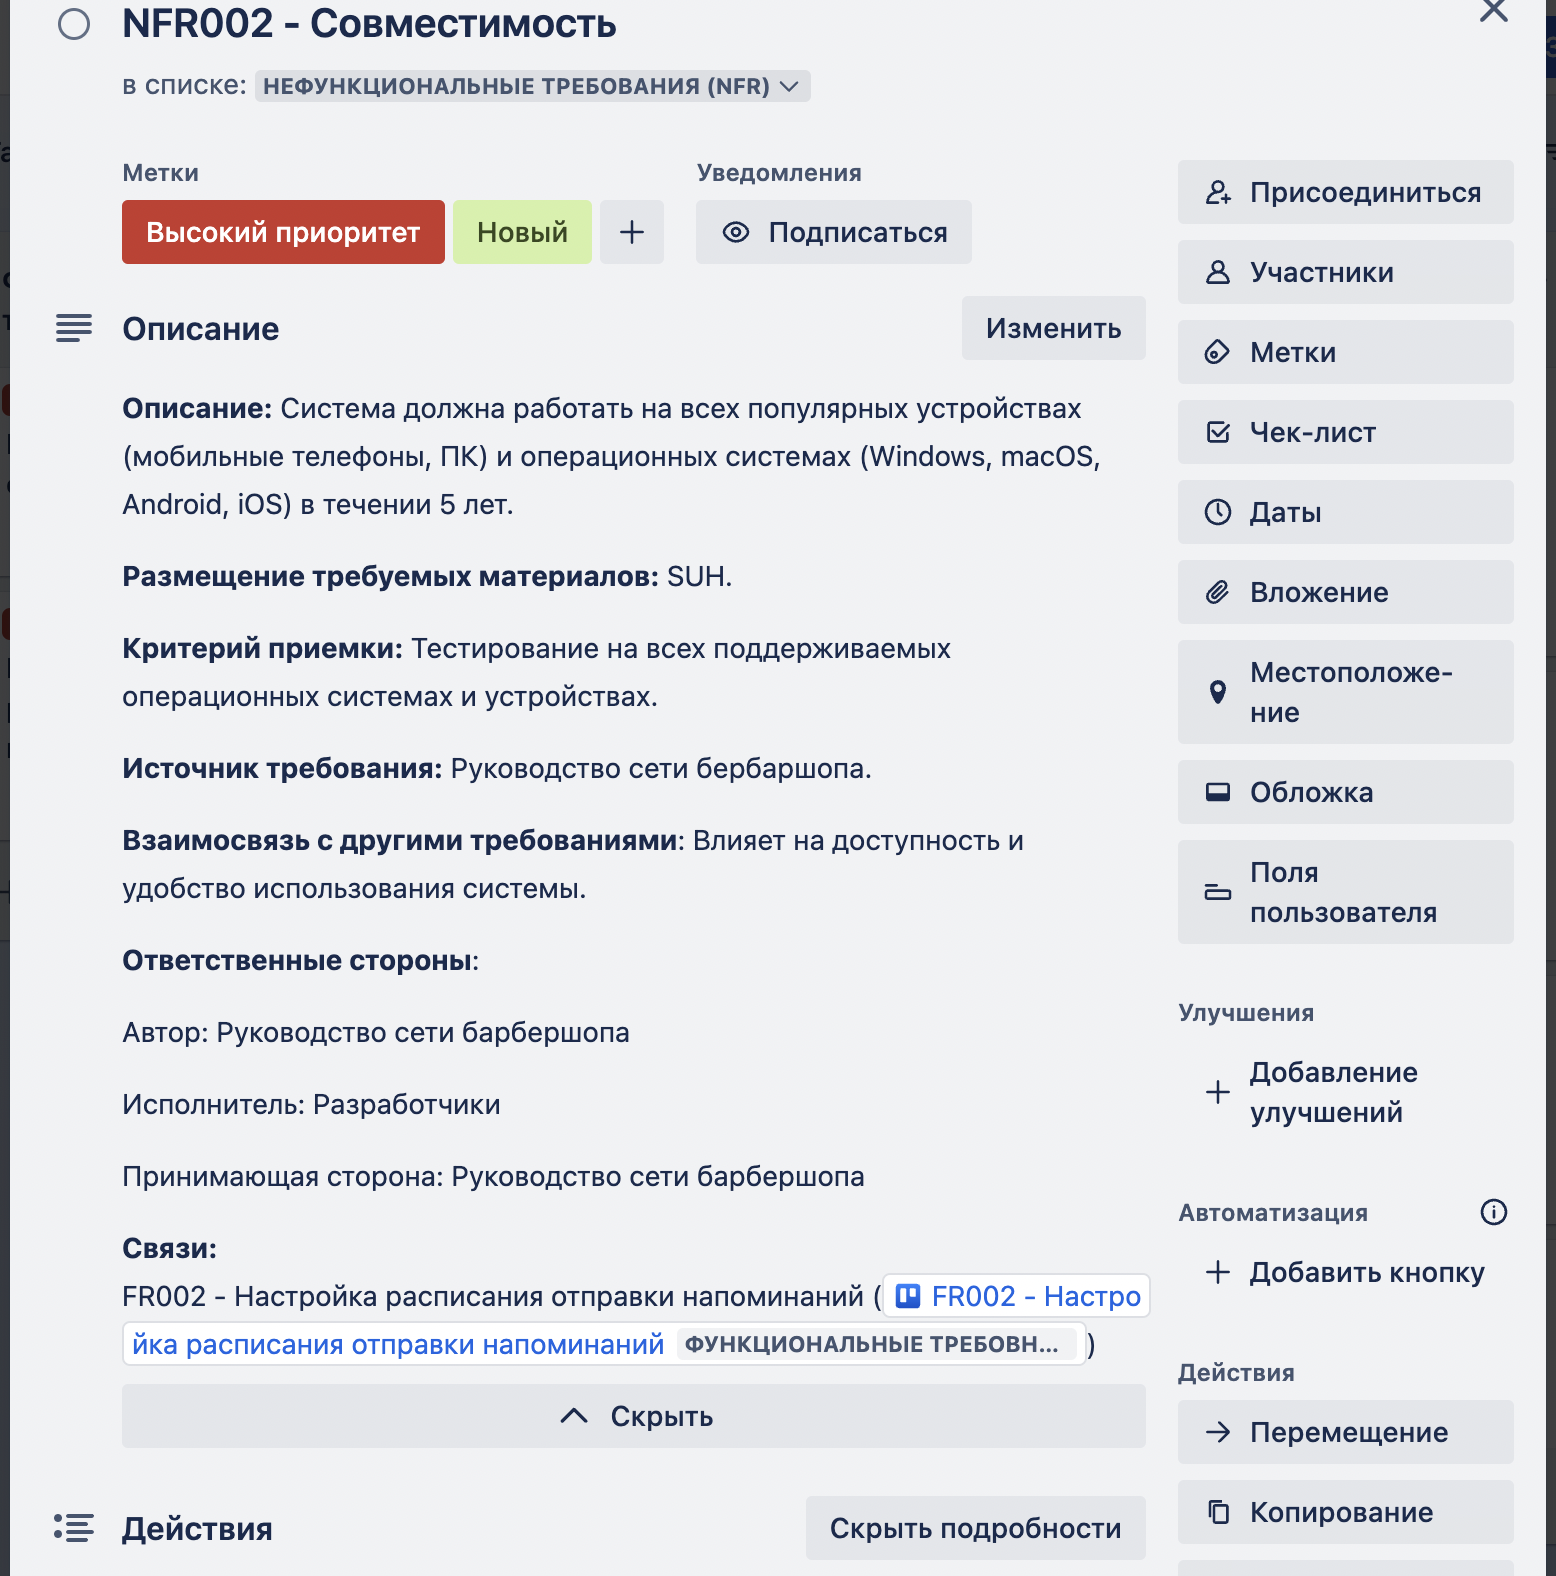 NFR002 - Совместимость
в списке: НЕФУНКЦИОНАЛЬНЫЕ ТРЕБОВАНИЯ (NFR)
Метки
Высокий приоритет
Новый
Уведомления
Подписаться
Описание
Изменить
Описание: Система должна работать на всех популярных устройствах
(мобильные телефоны, ПК) и операционных системах (Windows, macOS,
Android, iOS) в течении 5 лет.
Размещение требуемых материалов: SUH.
Критерий приемки: Тестирование на всех поддерживаемых
операционных системах и устройствах.
Источник требования: Руководство сети бербаршопа.
Взаимосвязь с другими требованиями: Влияет на доступность и
удобство использования системы.
Ответственные стороны:
Автор: Руководство сети барбершопа
Исполнитель: Разработчики
Принимающая сторона: Руководство сети барбершопа
Связи:
FR002 - Настройка расписания отправки напоминаний (FR002 - Настро
йка расписания отправки напоминаний ФУНКЦИОНАЛЬНЫЕ ТРЕБОВН...)
Скрыть
Действия
Скрыть подробности
Присоединиться
Участники
Метки
Чек-лист
Даты
Вложение
Местоположе-
ние
Обложка
Поля
пользователя
Улучшения
Добавление
улучшений
Автоматизация
Добавить кнопку
Действия
Перемещение
Копирование